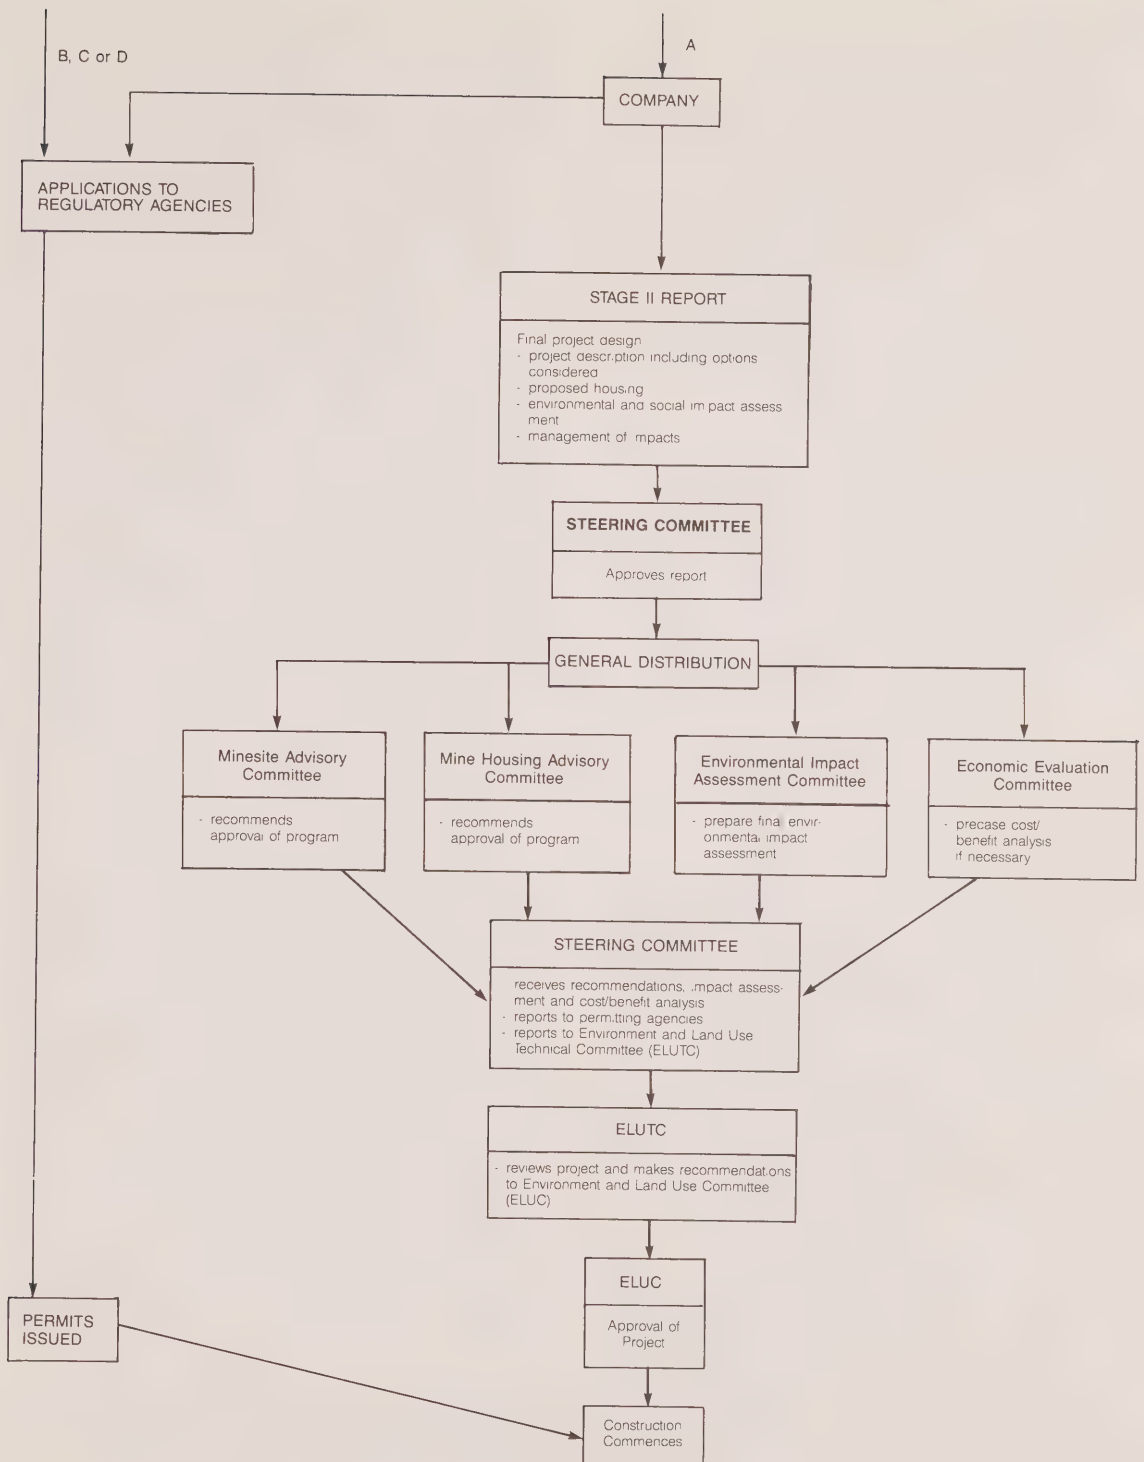 B, C or D
A
COMPANY
APPLICATIONS TO
REGULATORY AGENCIES
STAGE II REPORT
Final project design
- project description including options
considered
- proposed housing
- environmental and social impact assess
ment
- management of impacts
STEERING COMMITTEE
Approves report
GENERAL DISTRIBUTION
Minesite Advisory
Committee
- recommends
approval of program
Mine Housing Advisory
Committee
- recommends
approval of program
Environmental Impact
Assessment Committee
- prepare final envir-
onmental impact
assessment
Economic Evaluation
Committee
- precase cost/
benefit analysis
if necessary
STEERING COMMITTEE
receives recommendations, impact assess-
ment and cost/benefit analysis
- reports to permitting agencies
- reports to Environment and Land Use
Technical Committee (ELUTC)
ELUTC
- reviews project and makes recommendations
to Environment and Land Use Committee
(ELUC)
ELUC
Approval of
Project
PERMITS
ISSUED
Construction
Commences